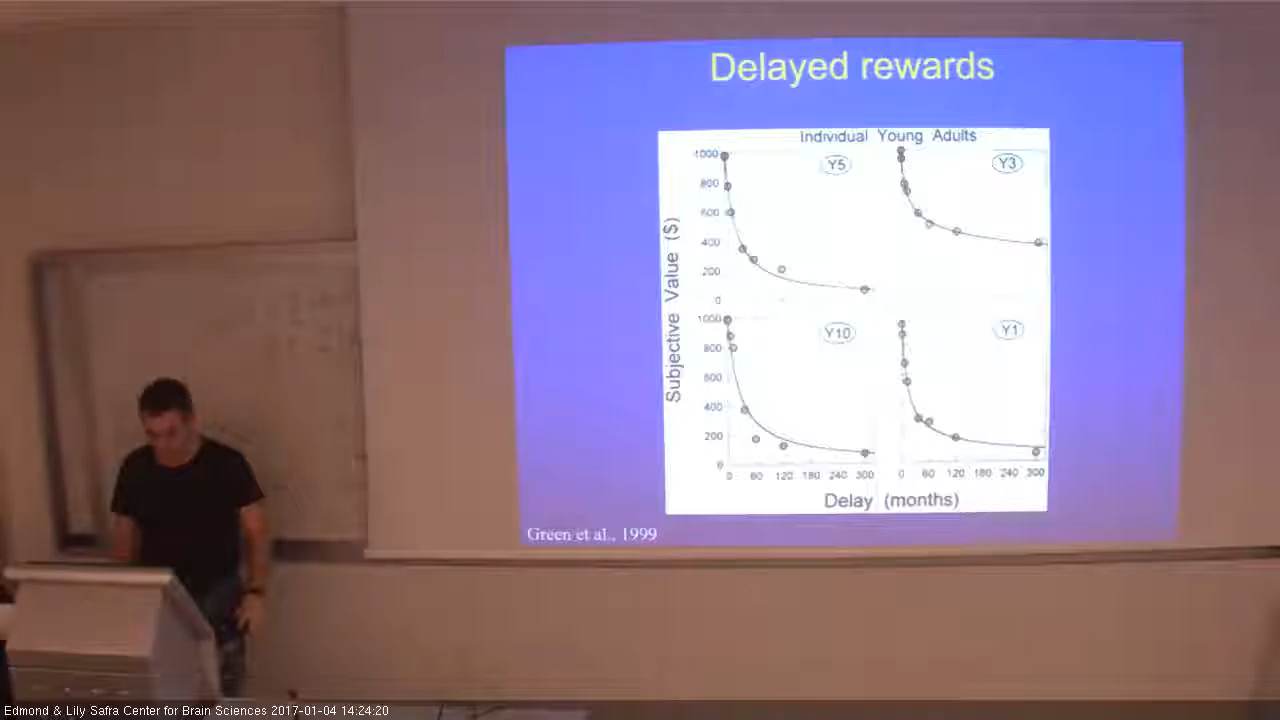 Delayed rewards
Individual Young Adults
Y5
Y3
1000
800
600
400
200
0
Y10
Y1
1000
800
600
400
200
0
Subjective Value ($)
0 60 120 180 240 300
0 60 120 180 240 300
Delay (months)
Green et al., 1999
Edmond & Lily Safra Center for Brain Sciences 2017-01-04 14:24:20